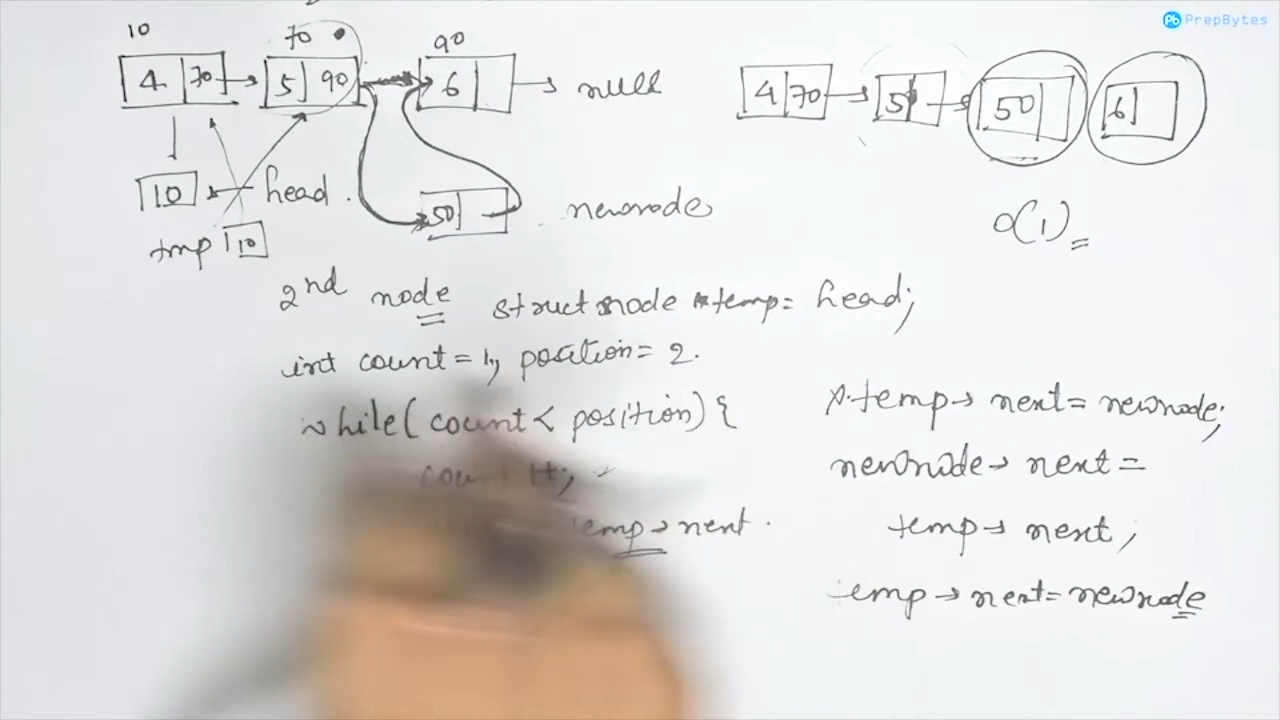 PrepBytes
10 70 90
4 70 5 90 6 null 4 70 5 50 6
10 head .
50 newnode
tmp 10
O(1)
2nd node struct node *temp = head;
int count = 1, position = 2.
while( count < position) {
temp → next = newnode;
count ++;
newnode → next =
temp → next .
temp → next ;
temp → next = newnode